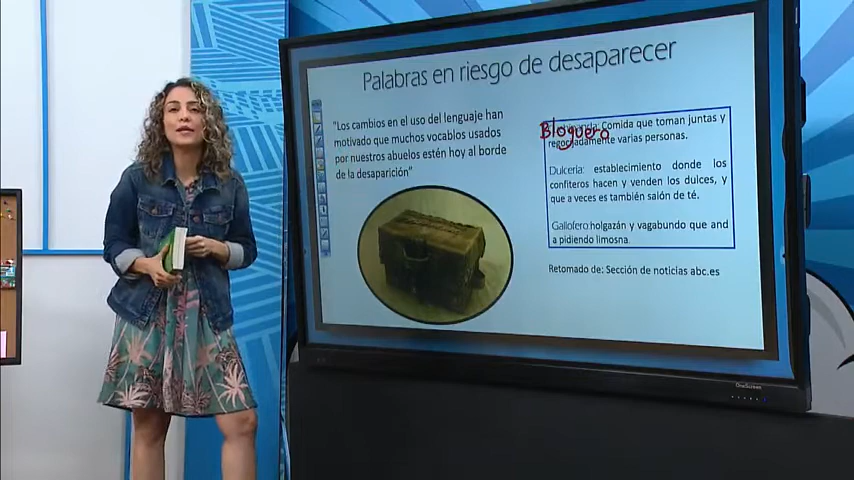 Palabras en riesgo de desaparecer
"Los cambios en el uso del lenguaje han
motivado que muchos vocablos usados
por nuestros abuelos estén hoy al borde
de la desaparición"
Bloguero
Comida que toman juntas y
regocijadamente varias personas.
Dulcería: establecimiento donde los
confiteros hacen y venden los dulces, y
que a veces es también salón de té.
Gallofero holgazán y vagabundo que and
a pidiendo limosna.
Retomado de: Sección de noticias abc.es
OneScreen